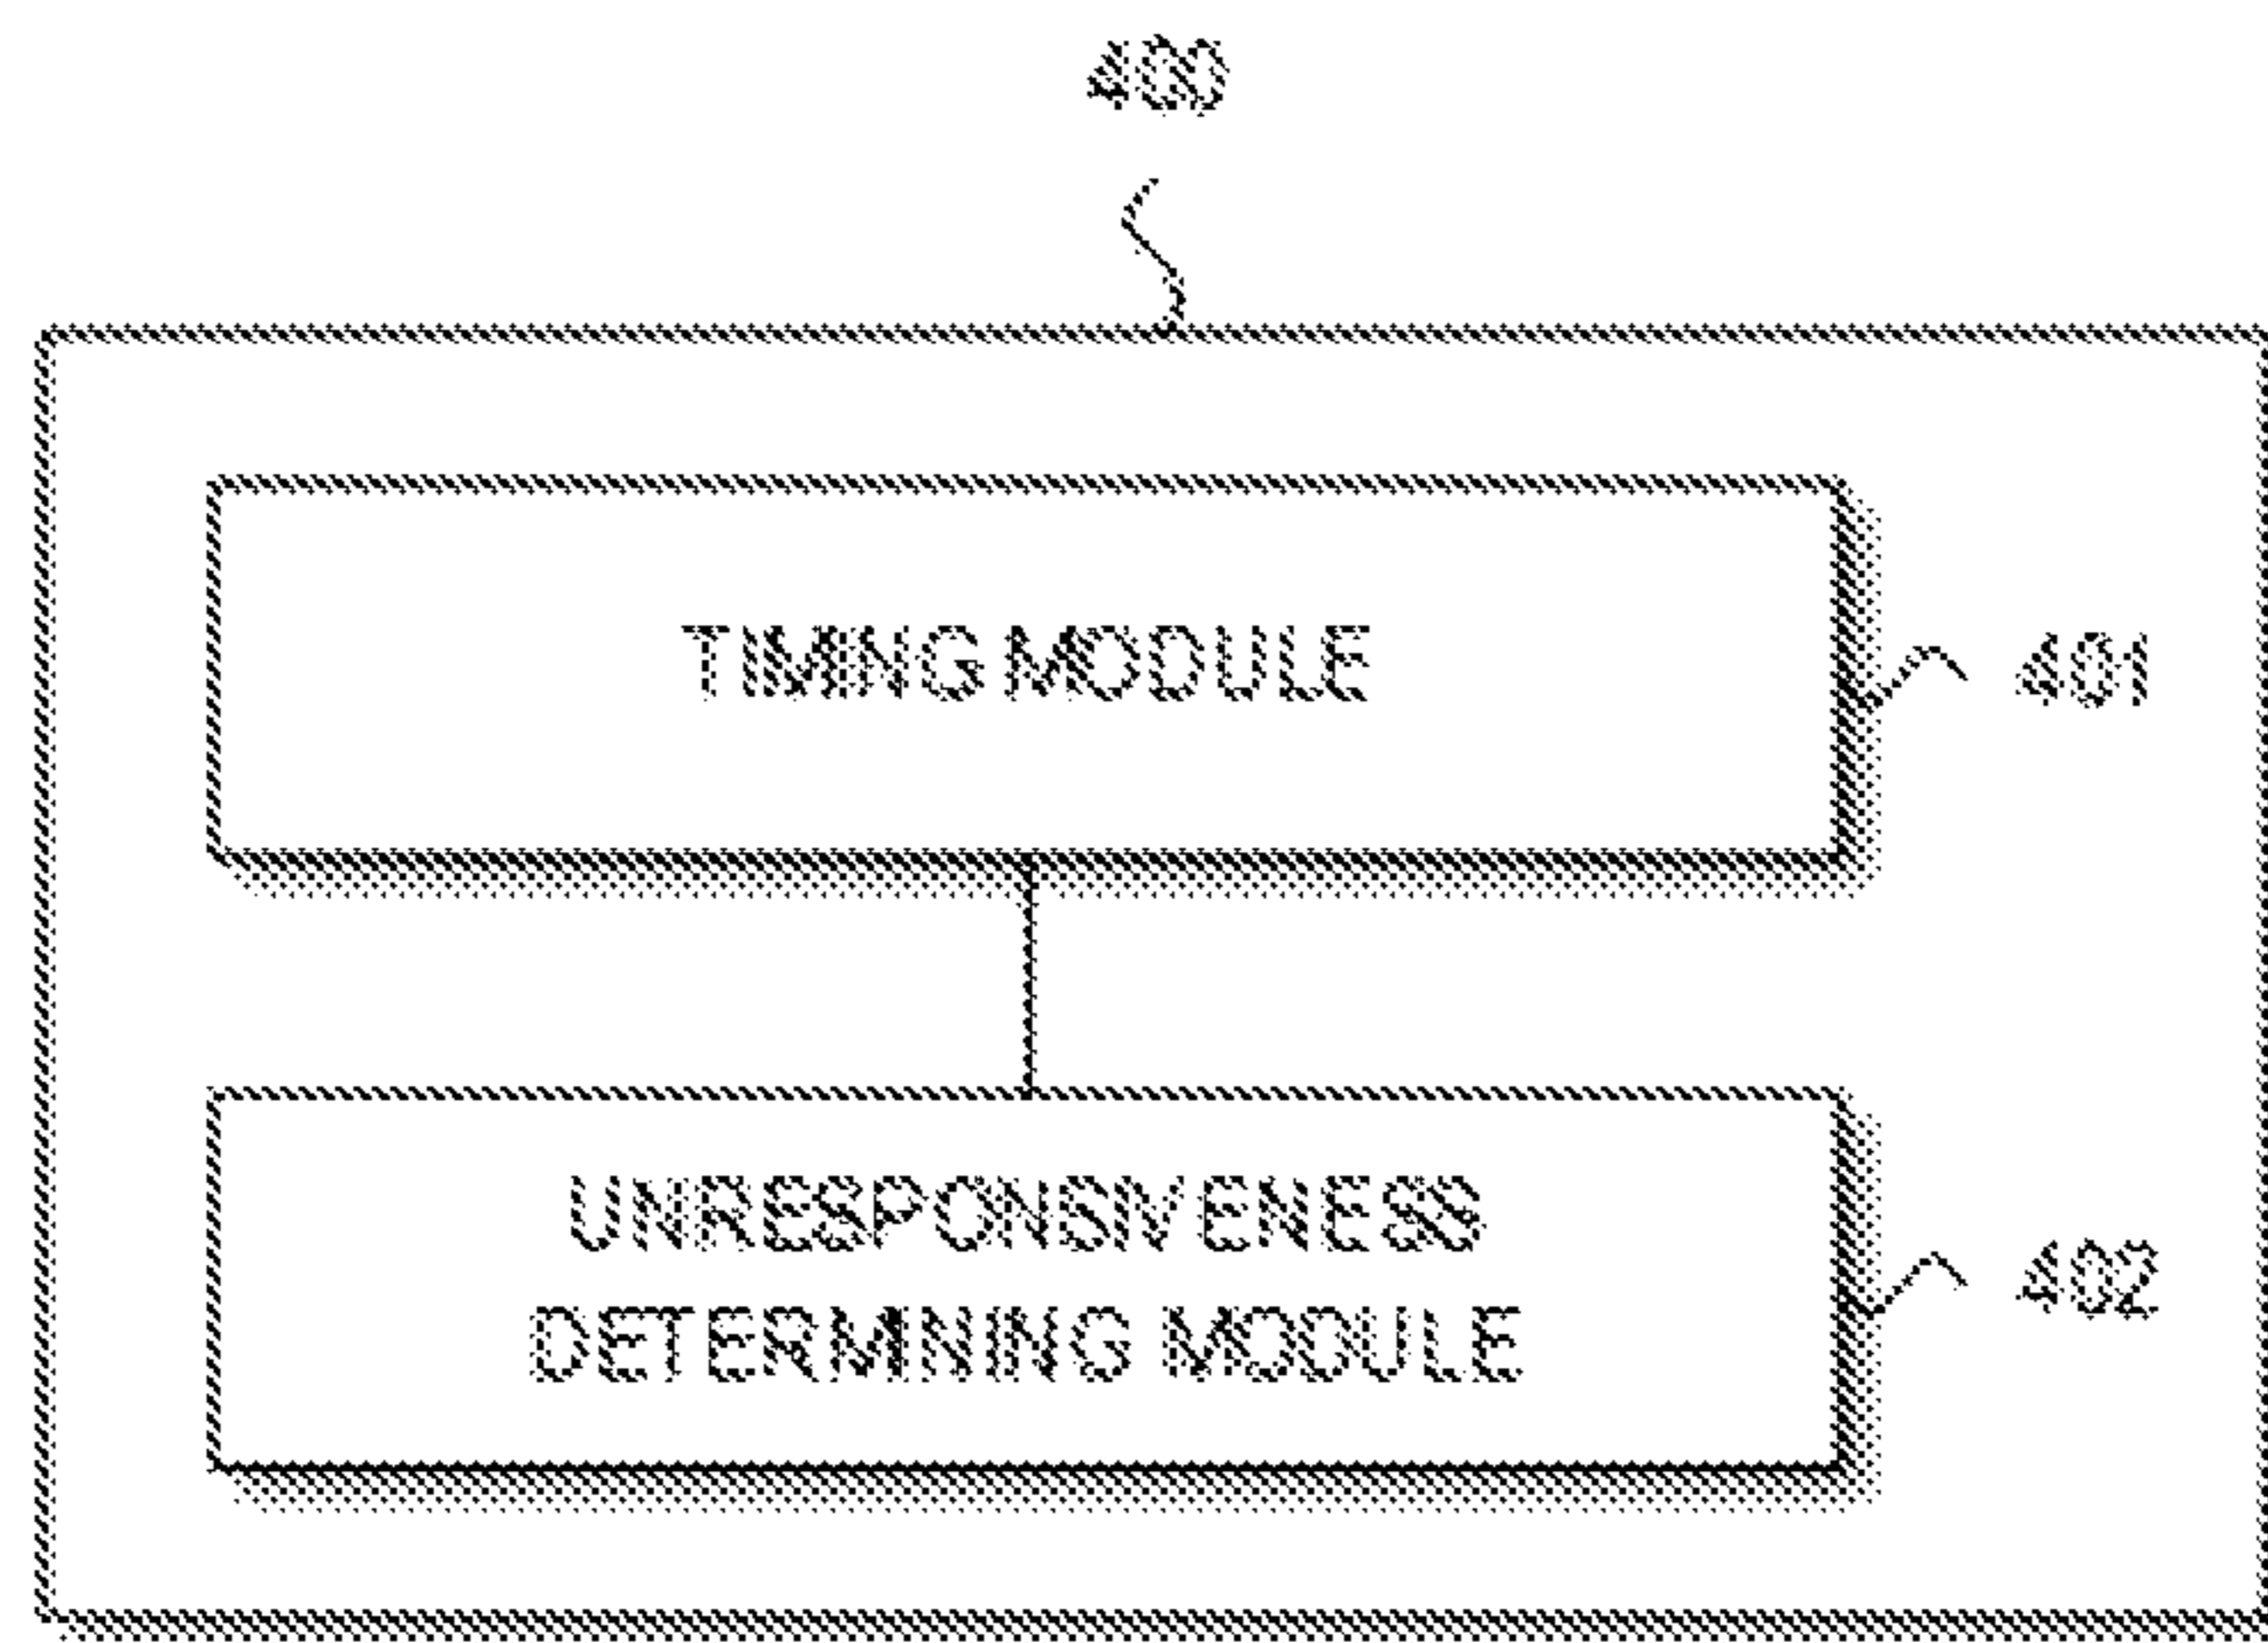 400
TIMING MODULE
401
UNRESPONSIVENESS
DETERMINING MODULE
402